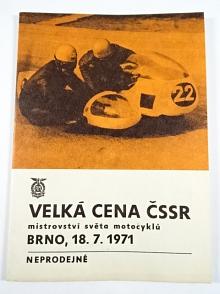 22
VELKÁ CENA ČSSR
mistrovství světa motocyklů
BRNO, 18. 7. 1971
NEPRODEJNÉ